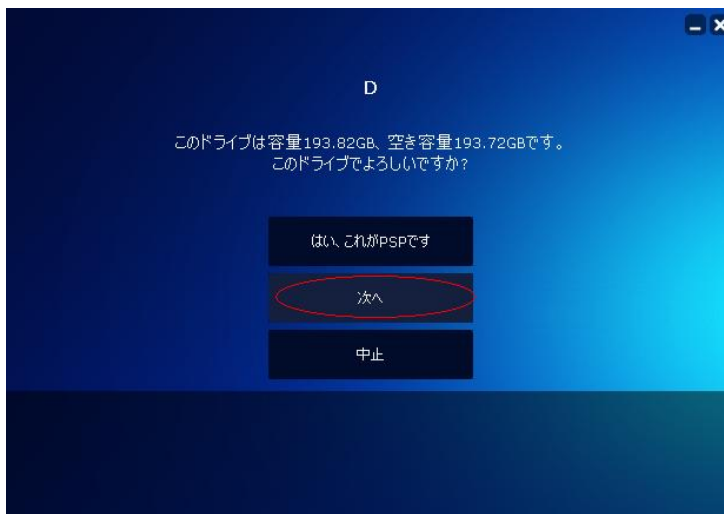 D
このドライブは容量193.82GB、空き容量193.72GBです。
このドライブでよろしいですか?
はい、これがPSPです
次へ
中止